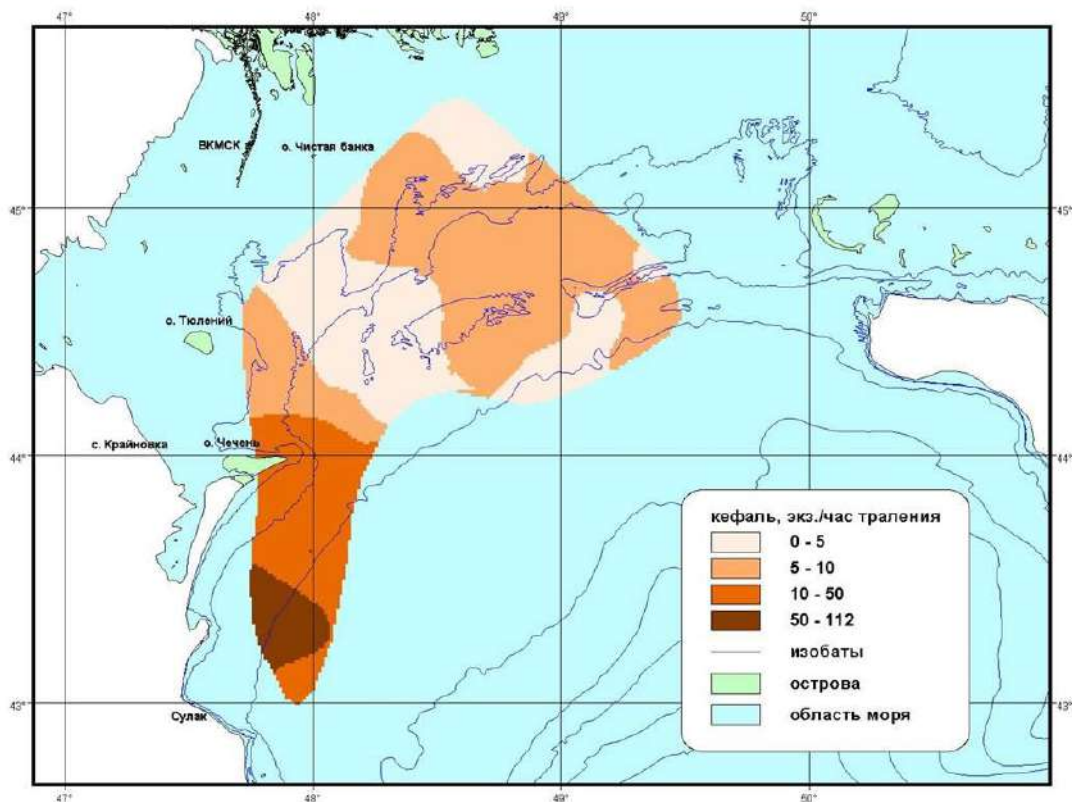 47° 48° 49° 50°
ВКМСК
о. Чистая банка
45° 45°
о. Тюлений
с. Крайновка
о. Чечень
44° 44°
кефаль, экз./час траления
0 - 5
5 - 10
10 - 50
50 - 112
изобаты
острова
область моря
43° 43°
Сулак
47° 48° 49° 50°